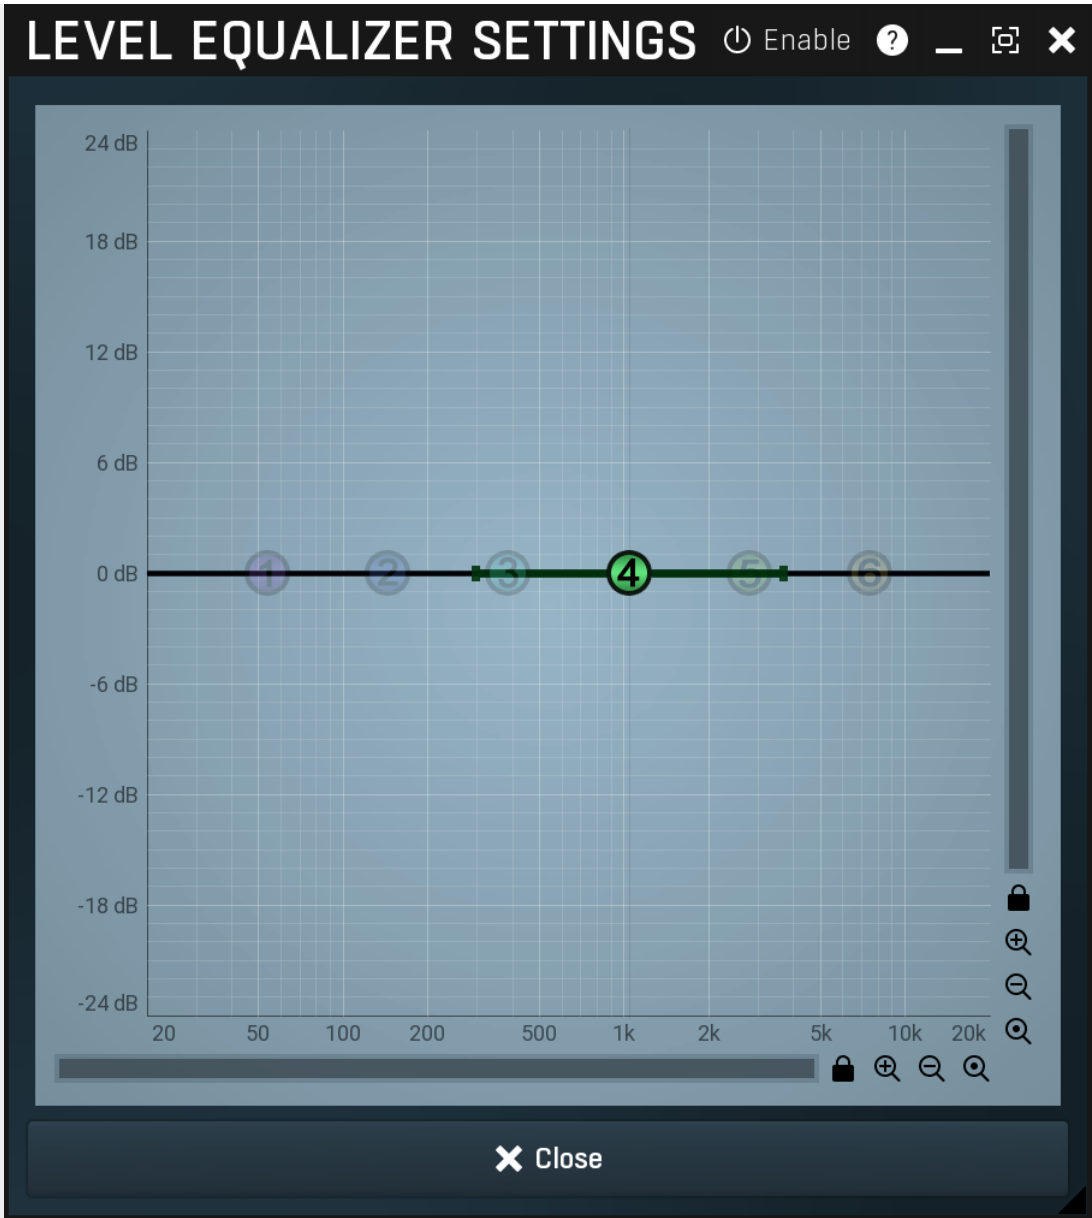 LEVEL EQUALIZER SETTINGS Enable ?
24 dB
18 dB
12 dB
6 dB
0 dB 1 2 3 4 5 6
-6 dB
-12 dB
-18 dB
-24 dB
20 50 100 200 500 1k 2k 5k 10k 20k
Close